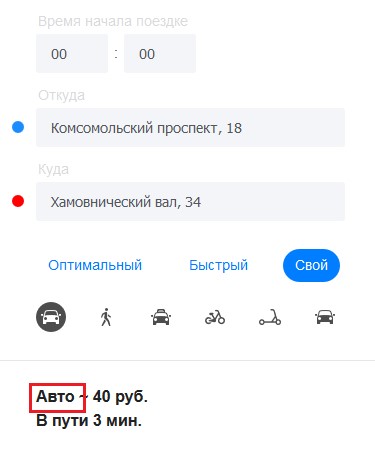 Время начала поездке
00 : 00
Откуда
Комсомольский проспект, 18
Куда
Хамовнический вал, 34
Оптимальный Быстрый Свой
Авто ~ 40 руб.
В пути 3 мин.